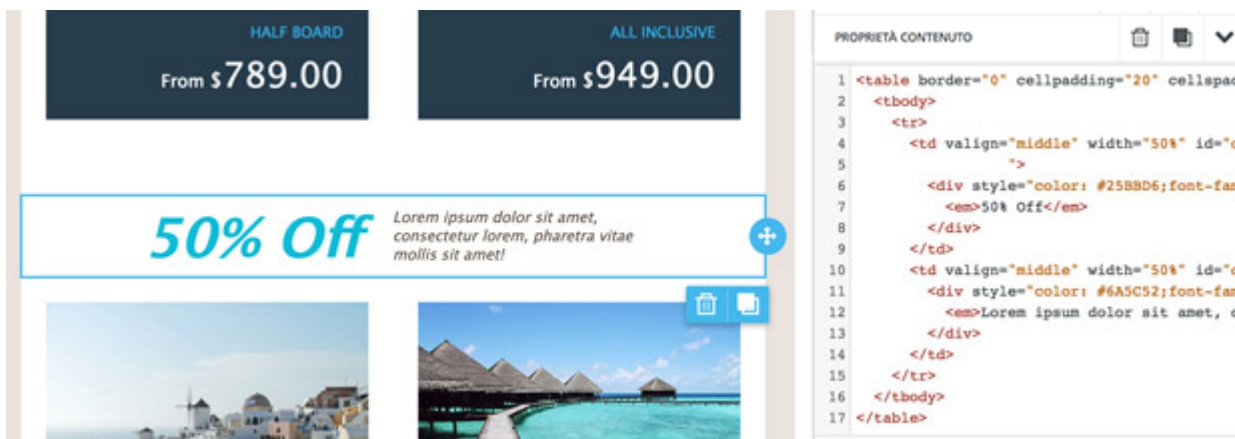 HALF BOARD
From $789.00
ALL INCLUSIVE
From $949.00
50% Off
Lorem ipsum dolor sit amet,
consectetur lorem, pharetra vitae
mollis sit amet!
PROPRIETÀ CONTENUTO
1 <table border="0" cellpadding="20" cellspac
2 <tbody>
3 <tr>
4 <td valign="middle" width="50%" id="
5 ">
6 <div style="color: #25BBD6;font-fam
7 <em>50% Off</em>
8 </div>
9 </td>
10 <td valign="middle" width="50%" id="
11 <div style="color: #6A5C52;font-fam
12 <em>Lorem ipsum dolor sit amet,
13 </div>
14 </td>
15 </tr>
16 </tbody>
17 </table>